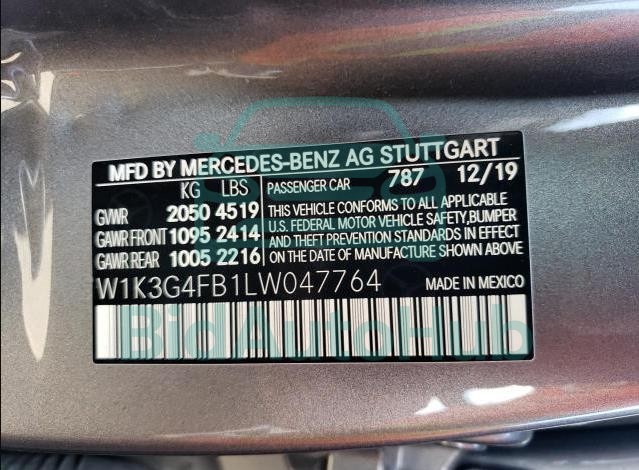 MFD BY MERCEDES-BENZ AG STUTTGART
KG LBS PASSENGER CAR 787 12/19
GVWR 2050 4519 THIS VEHICLE CONFORMS TO ALL APPLICABLE
U.S. FEDERAL MOTOR VEHICLE SAFETY, BUMPER
GAWR FRONT 1095 2414 AND THEFT PREVENTION STANDARDS IN EFFECT
GAWR REAR 1005 2216 ON THE DATE OF MANUFACTURE SHOWN ABOVE
W1K3G4FB1LW047764 MADE IN MEXICO
BidAutoHub